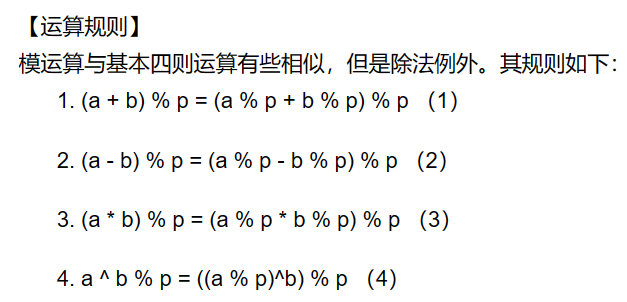 【运算规则】
模运算与基本四则运算有些相似，但是除法例外。其规则如下：
1. (a + b) % p = (a % p + b % p) % p （1）
2. (a - b) % p = (a % p - b % p) % p （2）
3. (a * b) % p = (a % p * b % p) % p （3）
4. a ^ b % p = ((a % p)^b) % p （4）